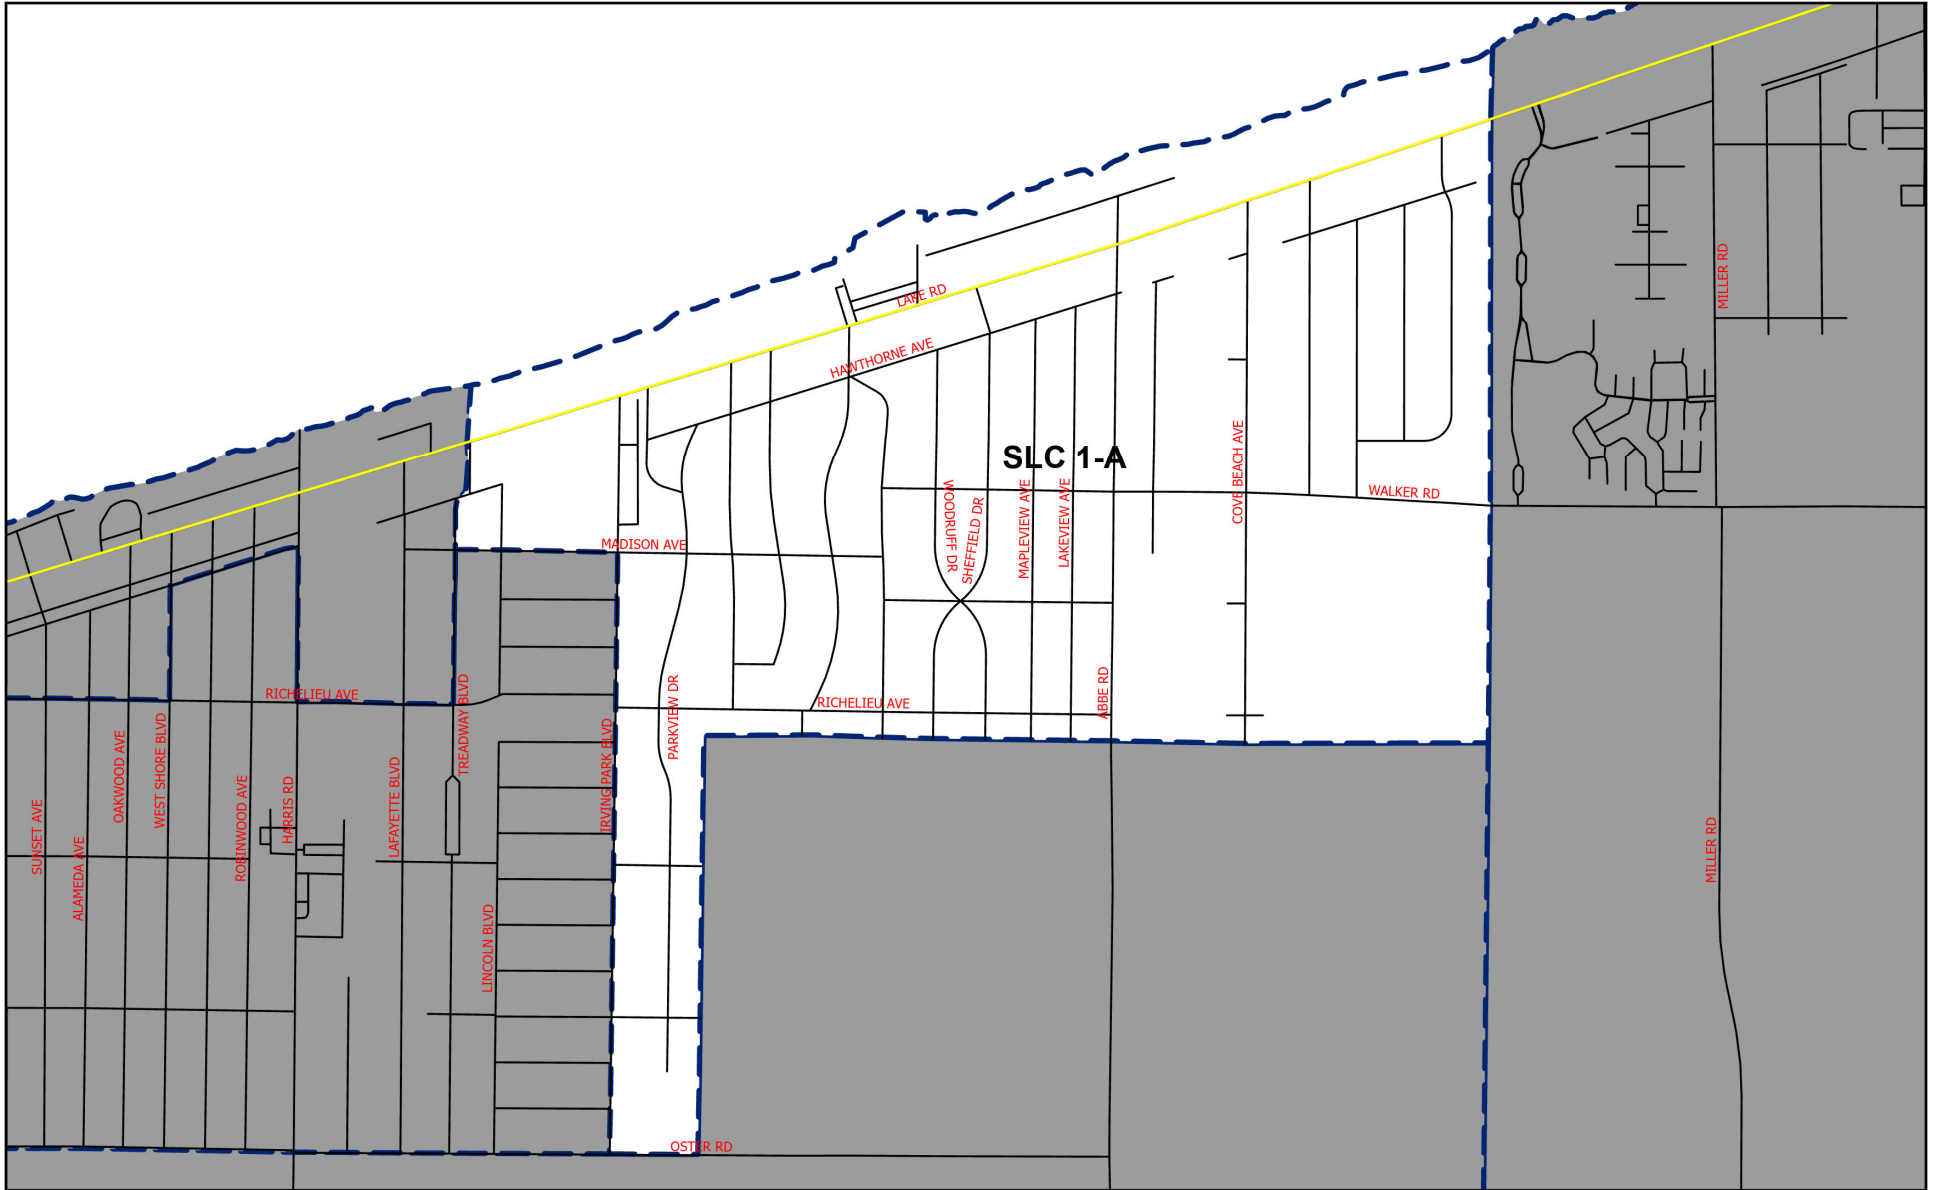 MILLER RD
LAKE RD
HAWTHORNE AVE
SLC 1-A
COVE BEACH AVE
WALKER RD
WOODRUFF DR
SHEFFIELD DR
MAPLEVIEW AVE
LAKEVIEW AVE
MADISON AVE
RICHELIEU AVE
TREADWAY BLVD
PARKVIEW DR
RICHELIEU AVE
ABBE RD
IRVING PARK BLVD
WEST SHORE BLVD
OAKWOOD AVE
SUNSET AVE
ALAMEDA AVE
ROBINWOOD AVE
HARRIS RD
LAFAYETTE BLVD
LINCOLN BLVD
MILLER RD
OSTER RD